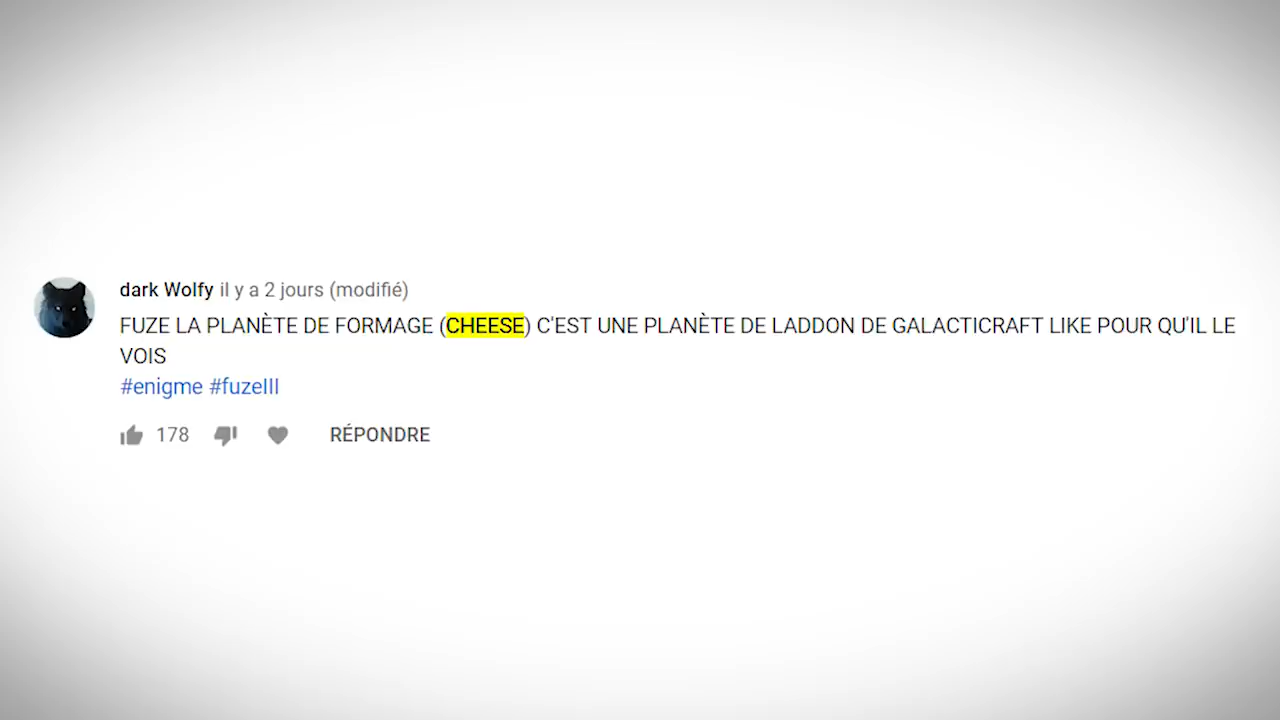 dark Wolfy il y a 2 jours (modifié)
FUZE LA PLANÈTE DE FORMAGE (CHEESE) C'EST UNE PLANÈTE DE LADDON DE GALACTICRAFT LIKE POUR QU'IL LE
VOIS
#enigme #fuzeIII
178 RÉPONDRE